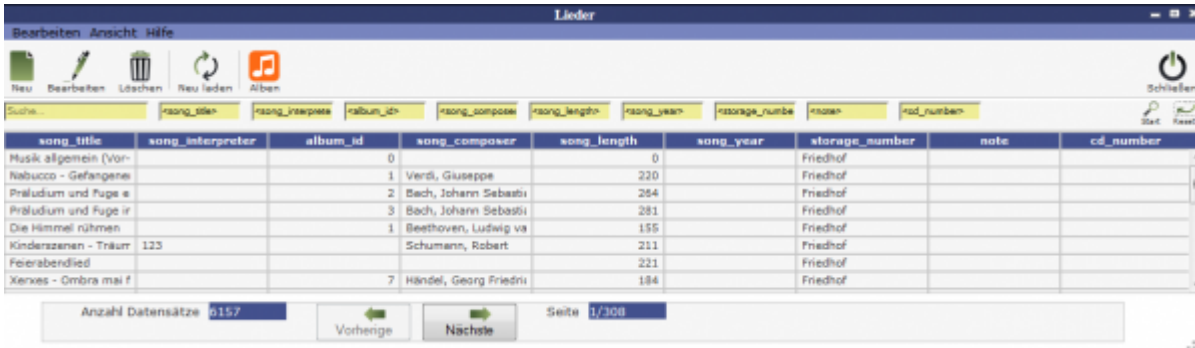 Lieder
Bearbeiten Ansicht Hilfe
Neu Bearbeiten Löschen Neu laden Alben Schließen
Suche... <song_title> <song_interprete <album_id> <song_composer <song_length> <song_year> <storage_numbe <note> <cd_number> Start Reset
song_title song_interpreter album_id song_composer song_length song_year storage_number note cd_number
Musik allgemein (Vor- 0 0 Friedhof
Nabucco - Gefangene 1 Verdi, Giuseppe 220 Friedhof
Präludium und Fuge e 2 Bach, Johann Sebastia 264 Friedhof
Präludium und Fuge ir 3 Bach, Johann Sebastia 281 Friedhof
Die Himmel rühmen 1 Beethoven, Ludwig va 155 Friedhof
Kinderszenen - Träum 123 Schumann, Robert 211 Friedhof
Feierabendlied 221 Friedhof
Xerxes - Ombra mai f 7 Händel, Georg Friedric 184 Friedhof
Anzahl Datensätze 6157 Vorherige Nächste Seite 1/308